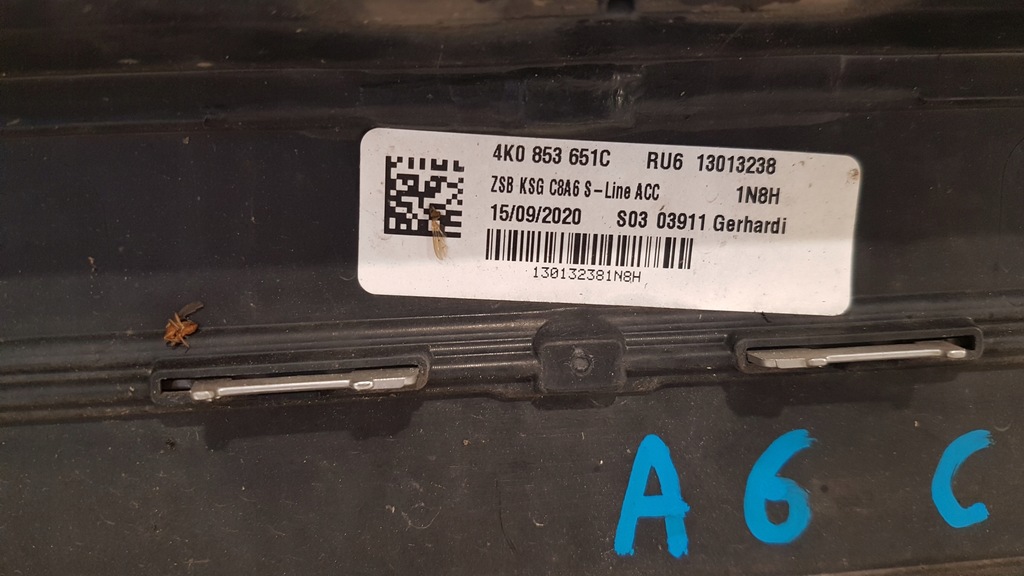 4K0 853 651C RU6 13013238
ZSB KSG C8A6 S-Line ACC 1N8H
15/09/2020 S03 03911 Gerhardi
130132381N8H
A 6 C